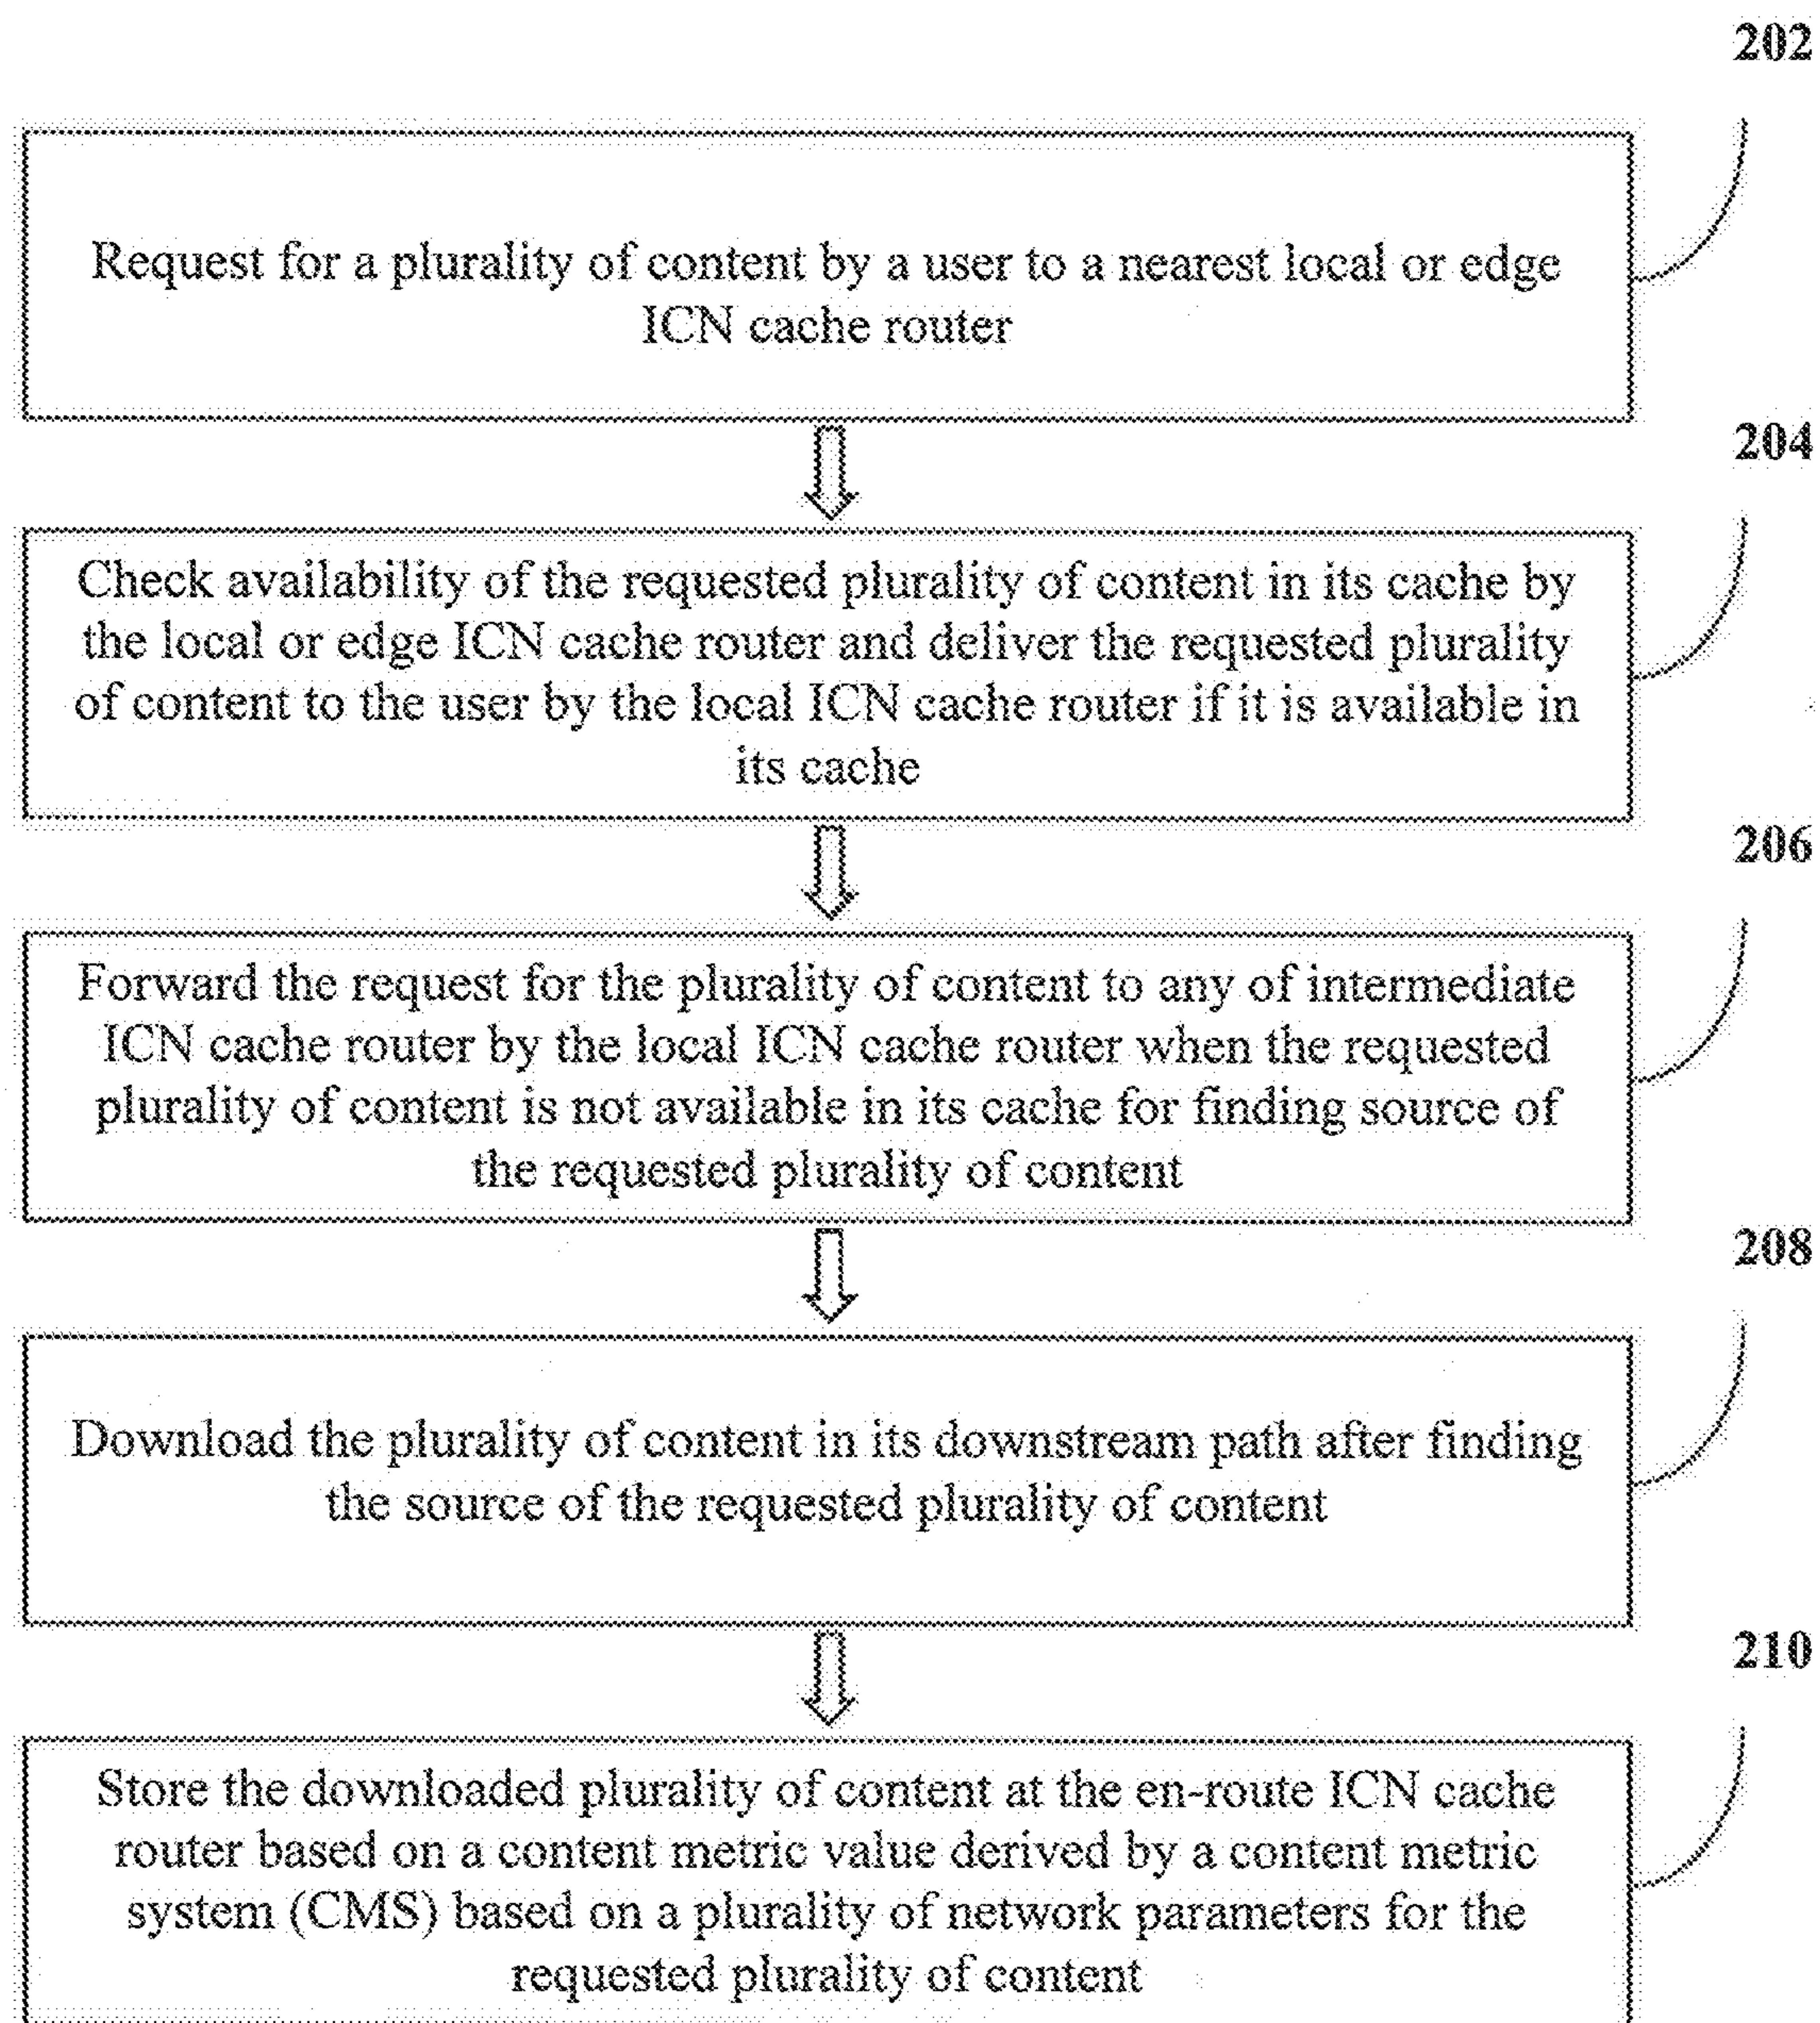 202
Request for a plurality of content by a user to a nearest local or edge
ICN cache router
204
Check availability of the requested plurality of content in its cache by
the local or edge ICN cache router and deliver the requested plurality
of content to the user by the local ICN cache router if it is available in
its cache
206
Forward the request for the plurality of content to any of intermediate
ICN cache router by the local ICN cache router when the requested
plurality of content is not available in its cache for finding source of
the requested plurality of content
208
Download the plurality of content in its downstream path after finding
the source of the requested plurality of content
210
Store the downloaded plurality of content at the en-route ICN cache
router based on a content metric value derived by a content metric
system (CMS) based on a plurality of network parameters for the
requested plurality of content